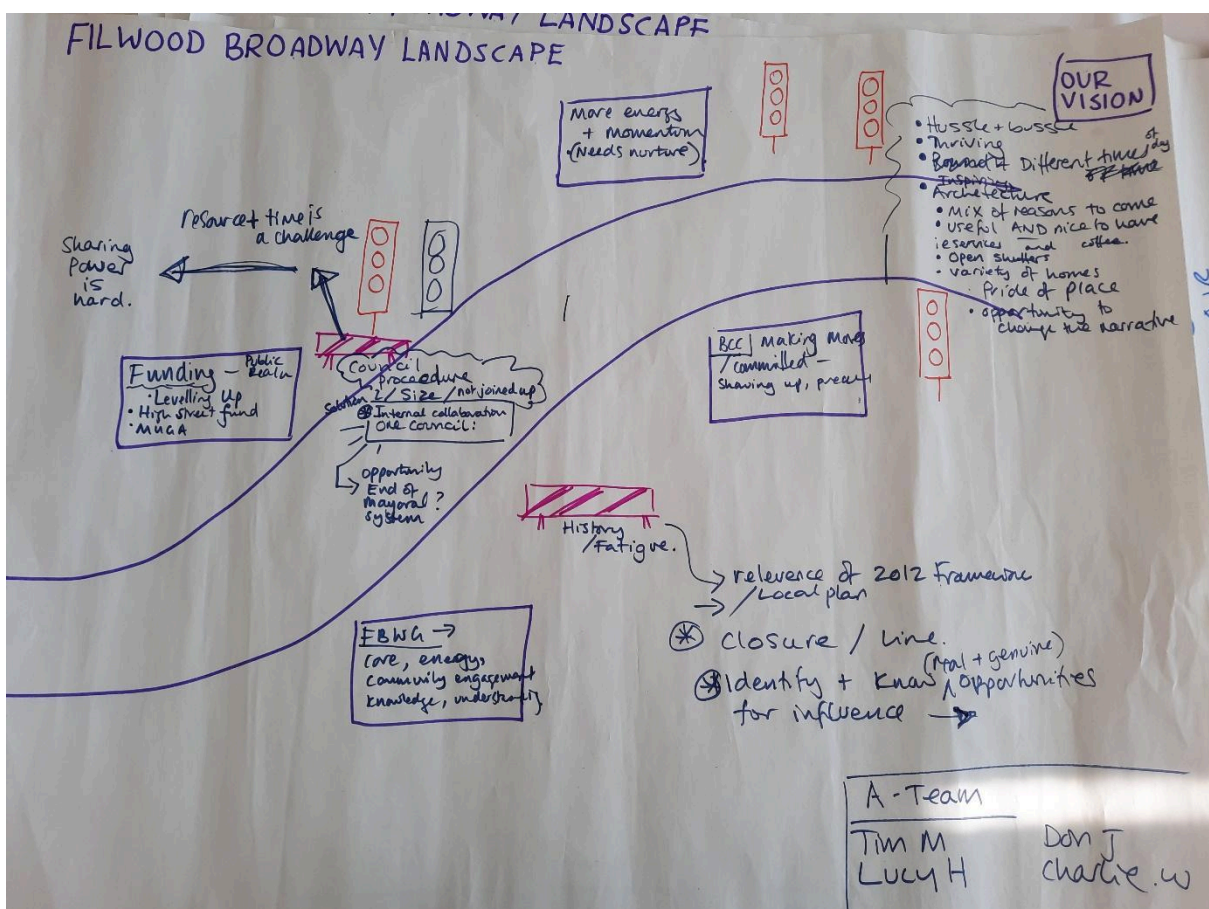 ADWAY LANDSCAPE
FILWOOD BROADWAY LANDSCAPE
OUR
VISION
More energy
+ momentum
(Needs nurture)
• Hussle + bussle
• Thriving
• Different times of day
Inspiring
• Archetecture
• Mix of reasons to come
• useful AND nice to have
ie services and coffee.
• Open shutters
• variety of homes
• Pride of place
• opportunity to
change the narrative
resource + time is
a challenge
Sharing
Power
is
hard.
Funding — Public
Realm
• Levelling Up
• High street fund
• MUGA
Council
proceedure
/ Size / not joined up
Solution
* Internal collaboration
ONE COUNCIL:
opportunity
End of
Mayoral ?
system
BCC Making moves
/ committed –
showing up, present
History
/Fatigue.
→ relevence of 2012 Framework
→ / Local plan
* Closure / Line.
(real + genuine)
* Identify + Know ^ opportunities
for influence →
FBWG →
core, energy,
community engagement
knowledge, understanding
A - Team
Tim M Don J
Lucy H Charlie.W